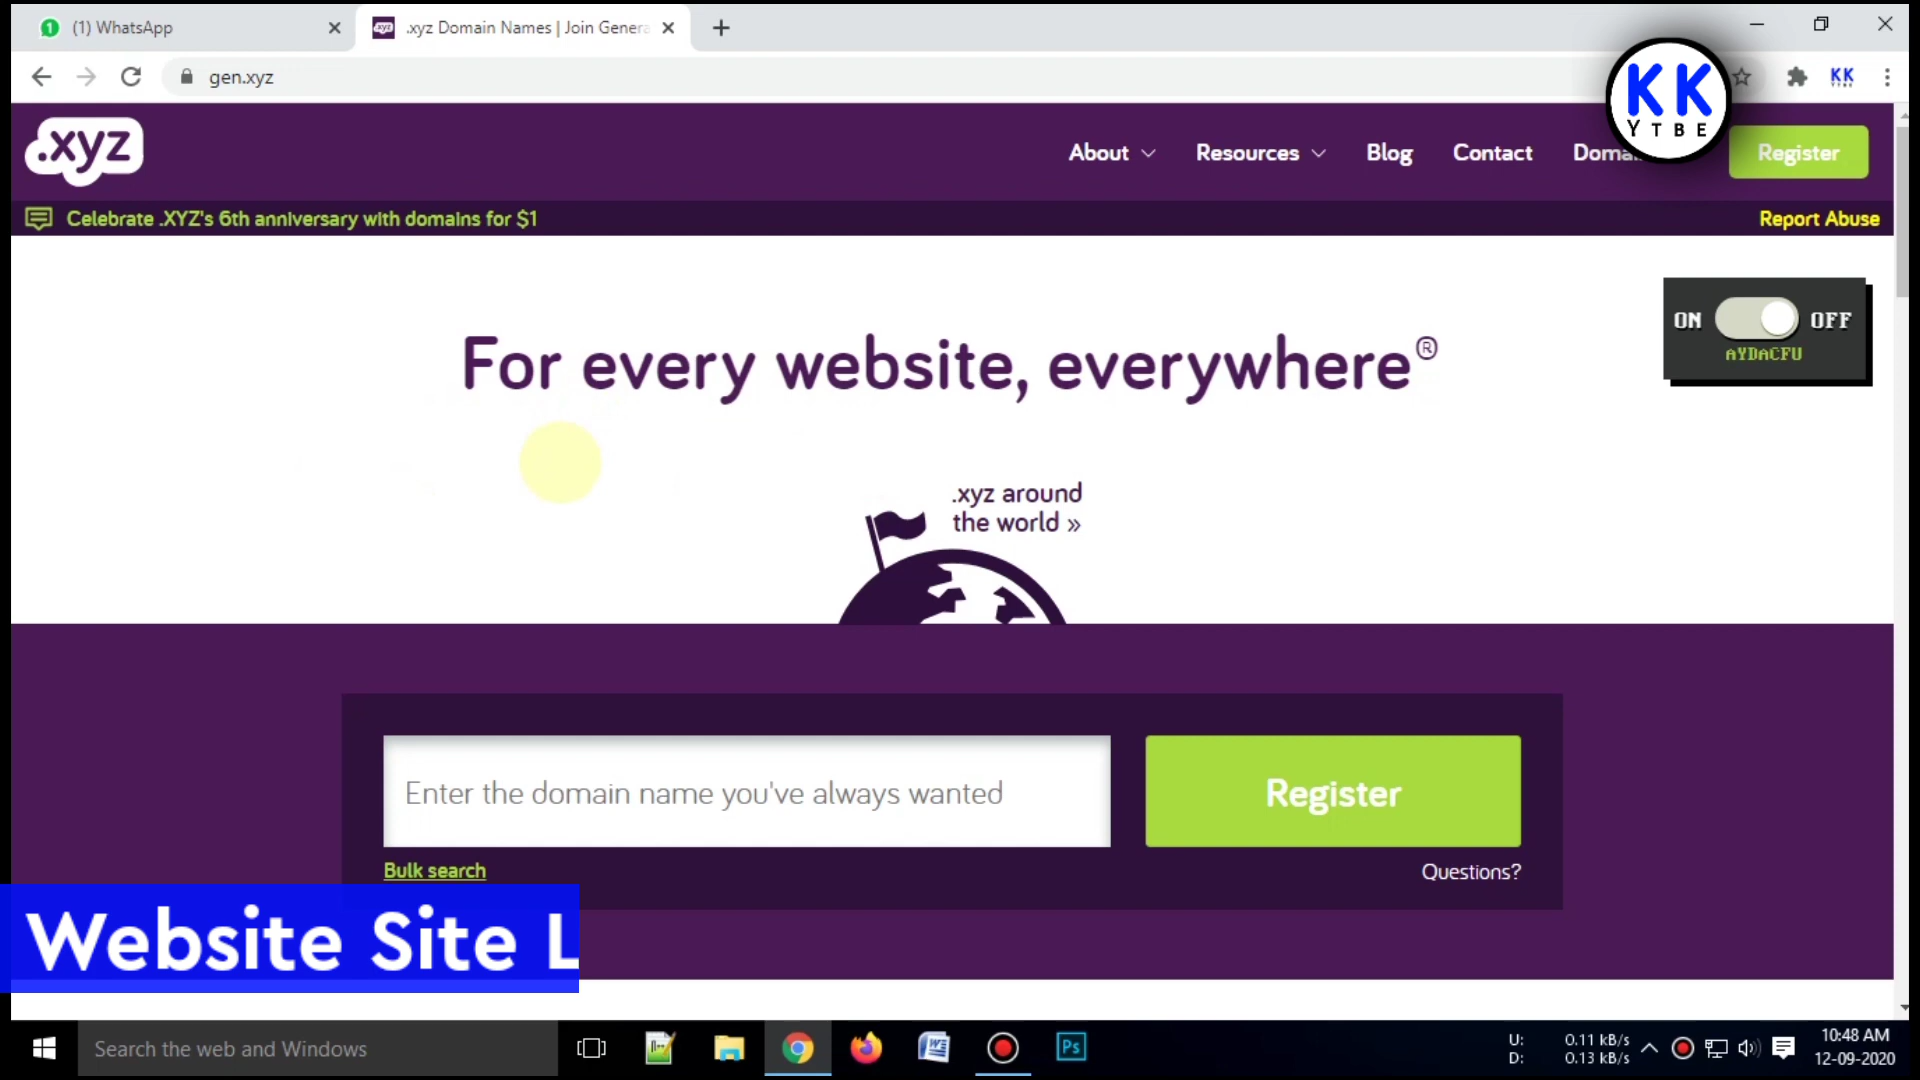 (1) WhatsApp
.xyz Domain Names | Join Genera
gen.xyz
KK
KK
YTBE
.xyz
About
Resources
Blog
Contact
Register
Celebrate .XYZ's 6th anniversary with domains for $1
Report Abuse
For every website, everywhere®
ON
OFF
AYDACFU
.xyz around
the world »
Enter the domain name you've always wanted
Register
Bulk search
Questions?
Website Site L
Search the web and Windows
Ps
U:
0.11 kB/s
D:
0.13 kB/s
10:48 AM
12-09-2020